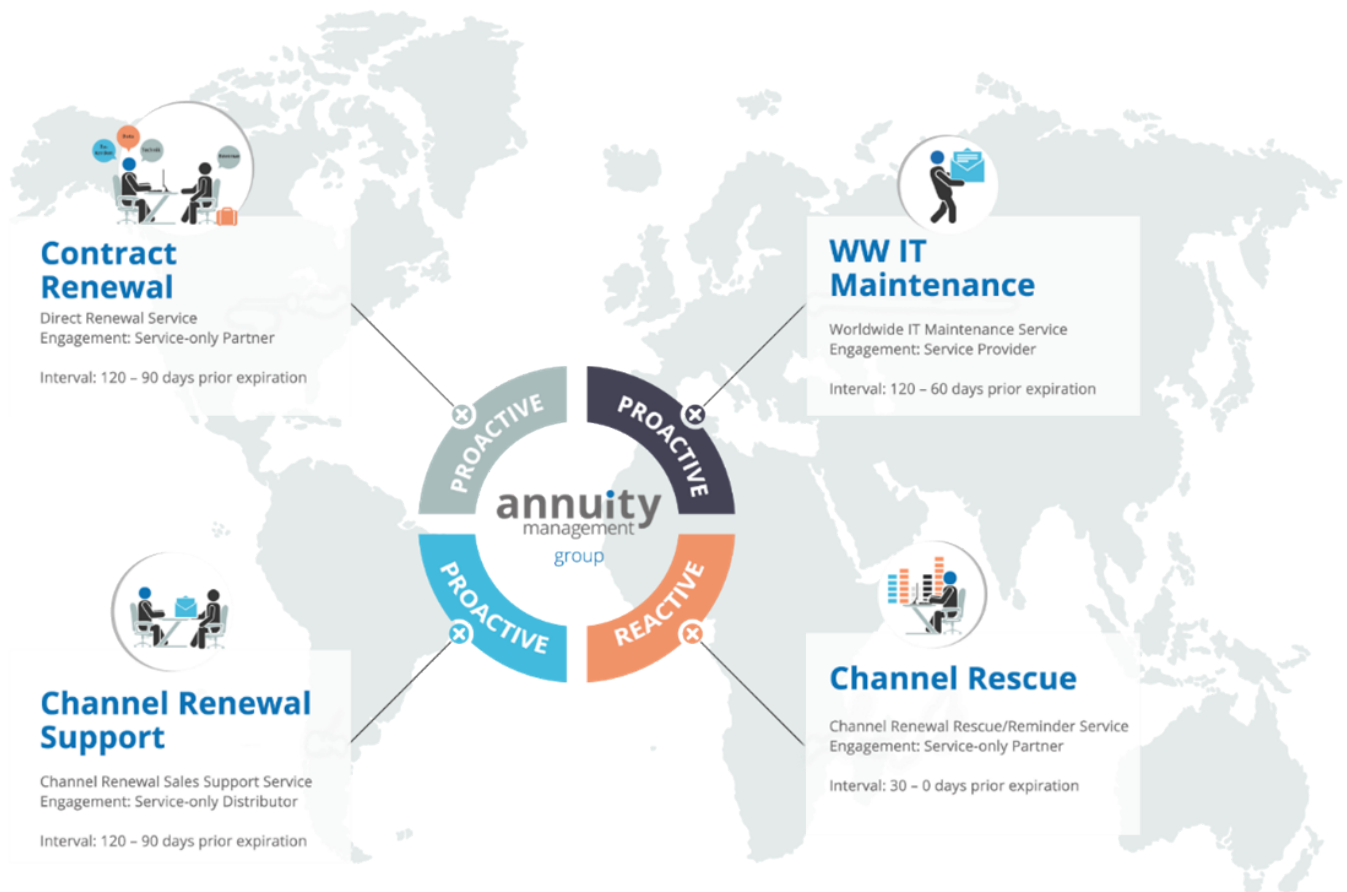 Contract
Renewal
Direct Renewal Service
Engagement: Service-only Partner
Interval: 120 – 90 days prior expiration
WW IT
Maintenance
Worldwide IT Maintenance Service
Engagement: Service Provider
Interval: 120 – 60 days prior expiration
PROACTIVE
PROACTIVE
annuity
management
group
PROACTIVE
REACTIVE
Channel Renewal
Support
Channel Renewal Sales Support Service
Engagement: Service-only Distributor
Interval: 120 – 90 days prior expiration
Channel Rescue
Channel Renewal Rescue/Reminder Service
Engagement: Service-only Partner
Interval: 30 – 0 days prior expiration